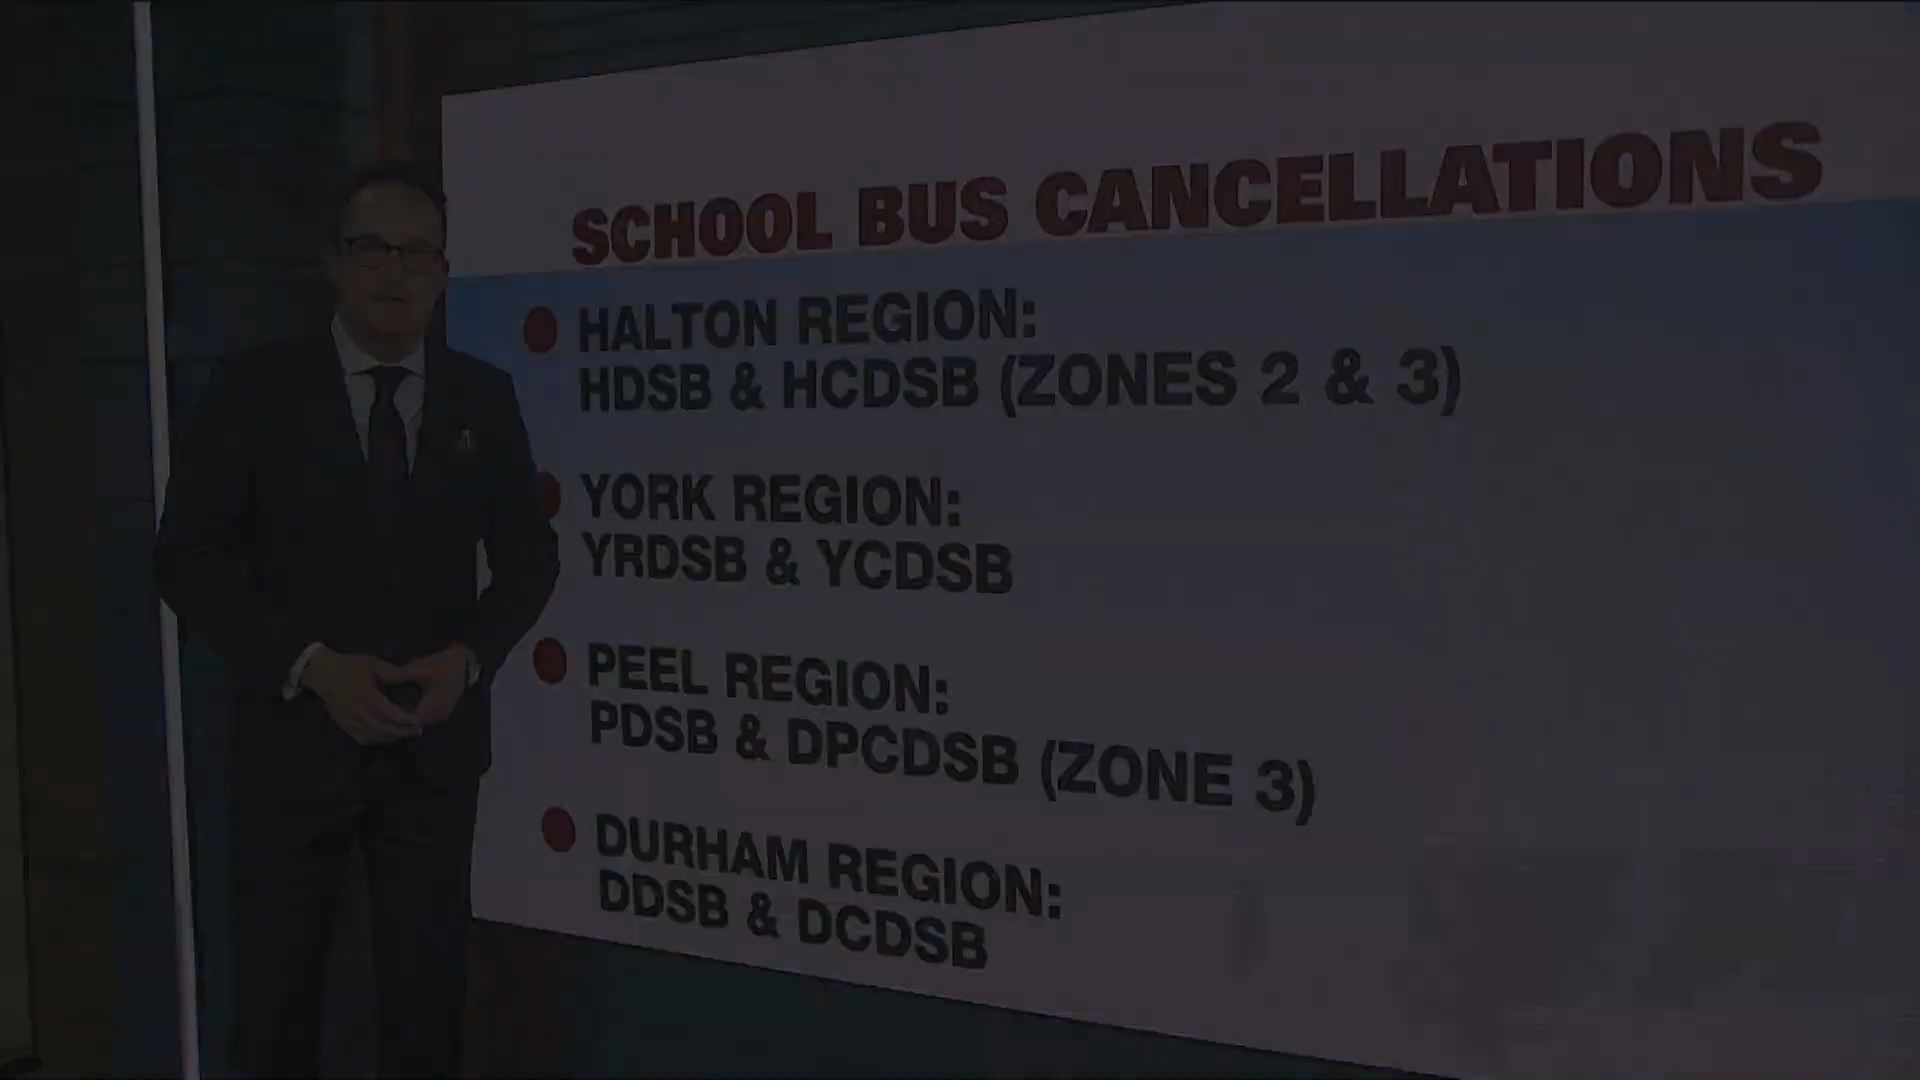 SCHOOL BUS CANCELLATIONS
HALTON REGION:
HDSB & HCDSB (ZONES 2 & 3)
YORK REGION:
YRDSB & YCDSB
PEEL REGION:
PDSB & DPCDSB (ZONE 3)
DURHAM REGION:
DDSB & DCDSB